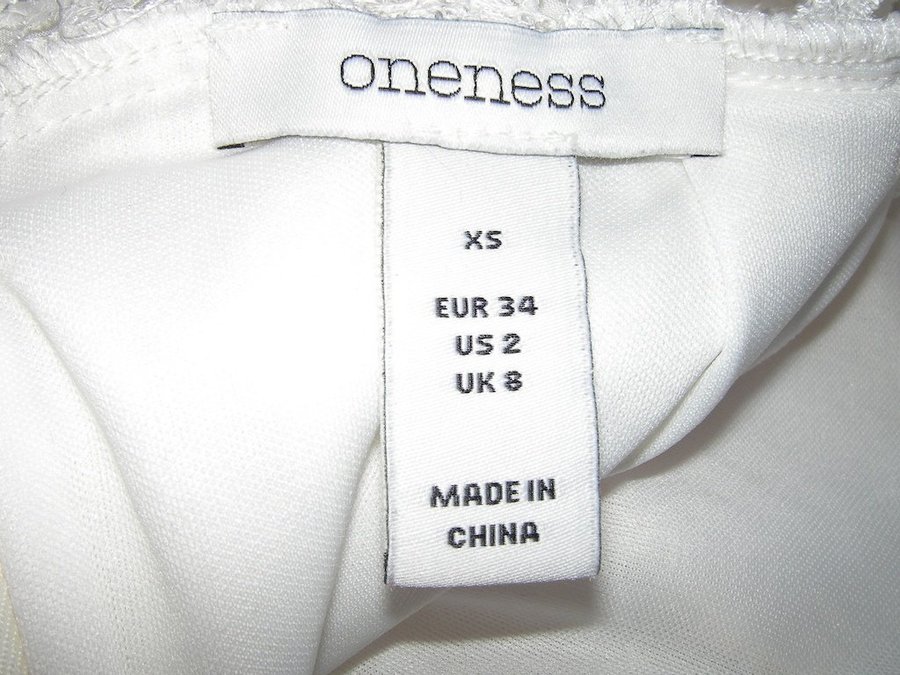 oneness
XS
EUR 34
US 2
UK 8
MADE IN
CHINA